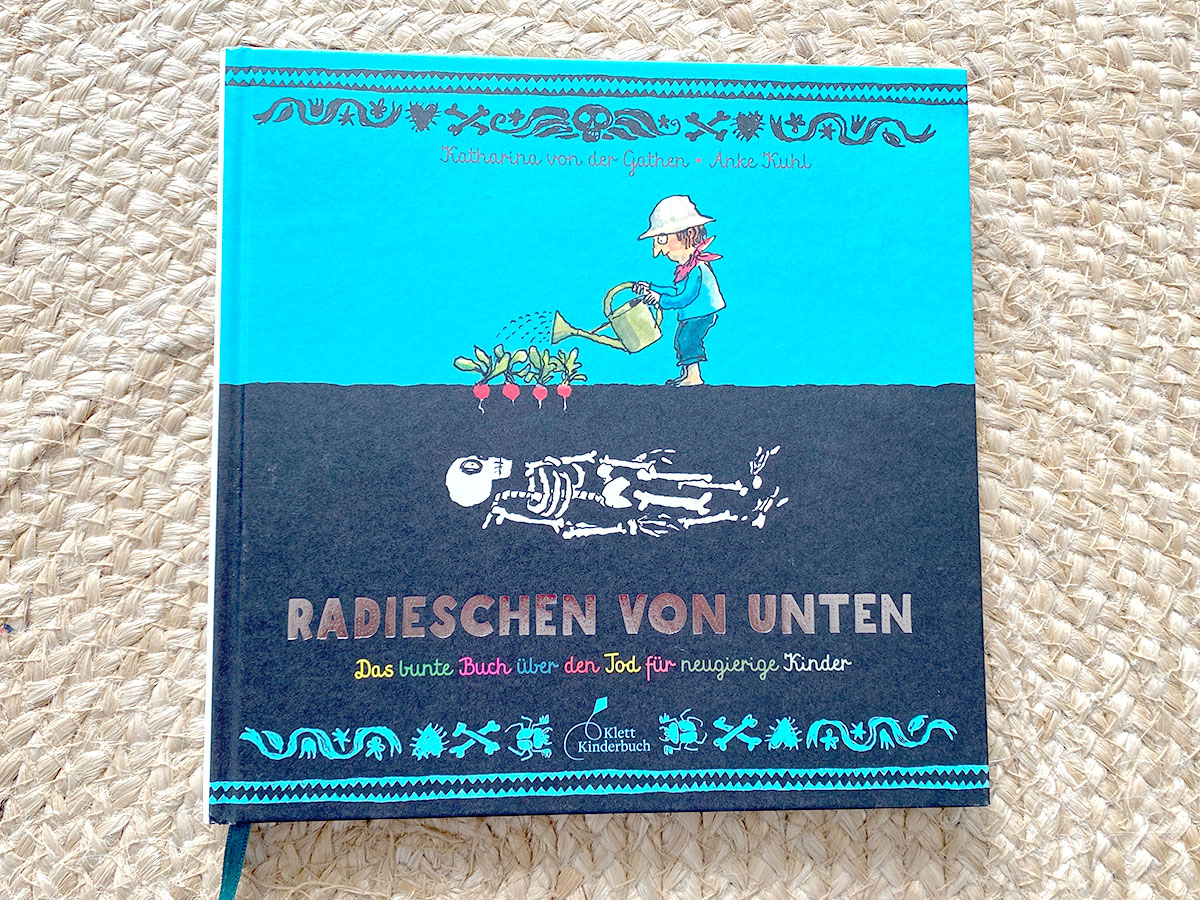 Katharina von der Gathen • Anke Kuhl
RADIESCHEN VON UNTEN
Das bunte Buch über den Tod für neugierige Kinder
Klett
Kinderbuch